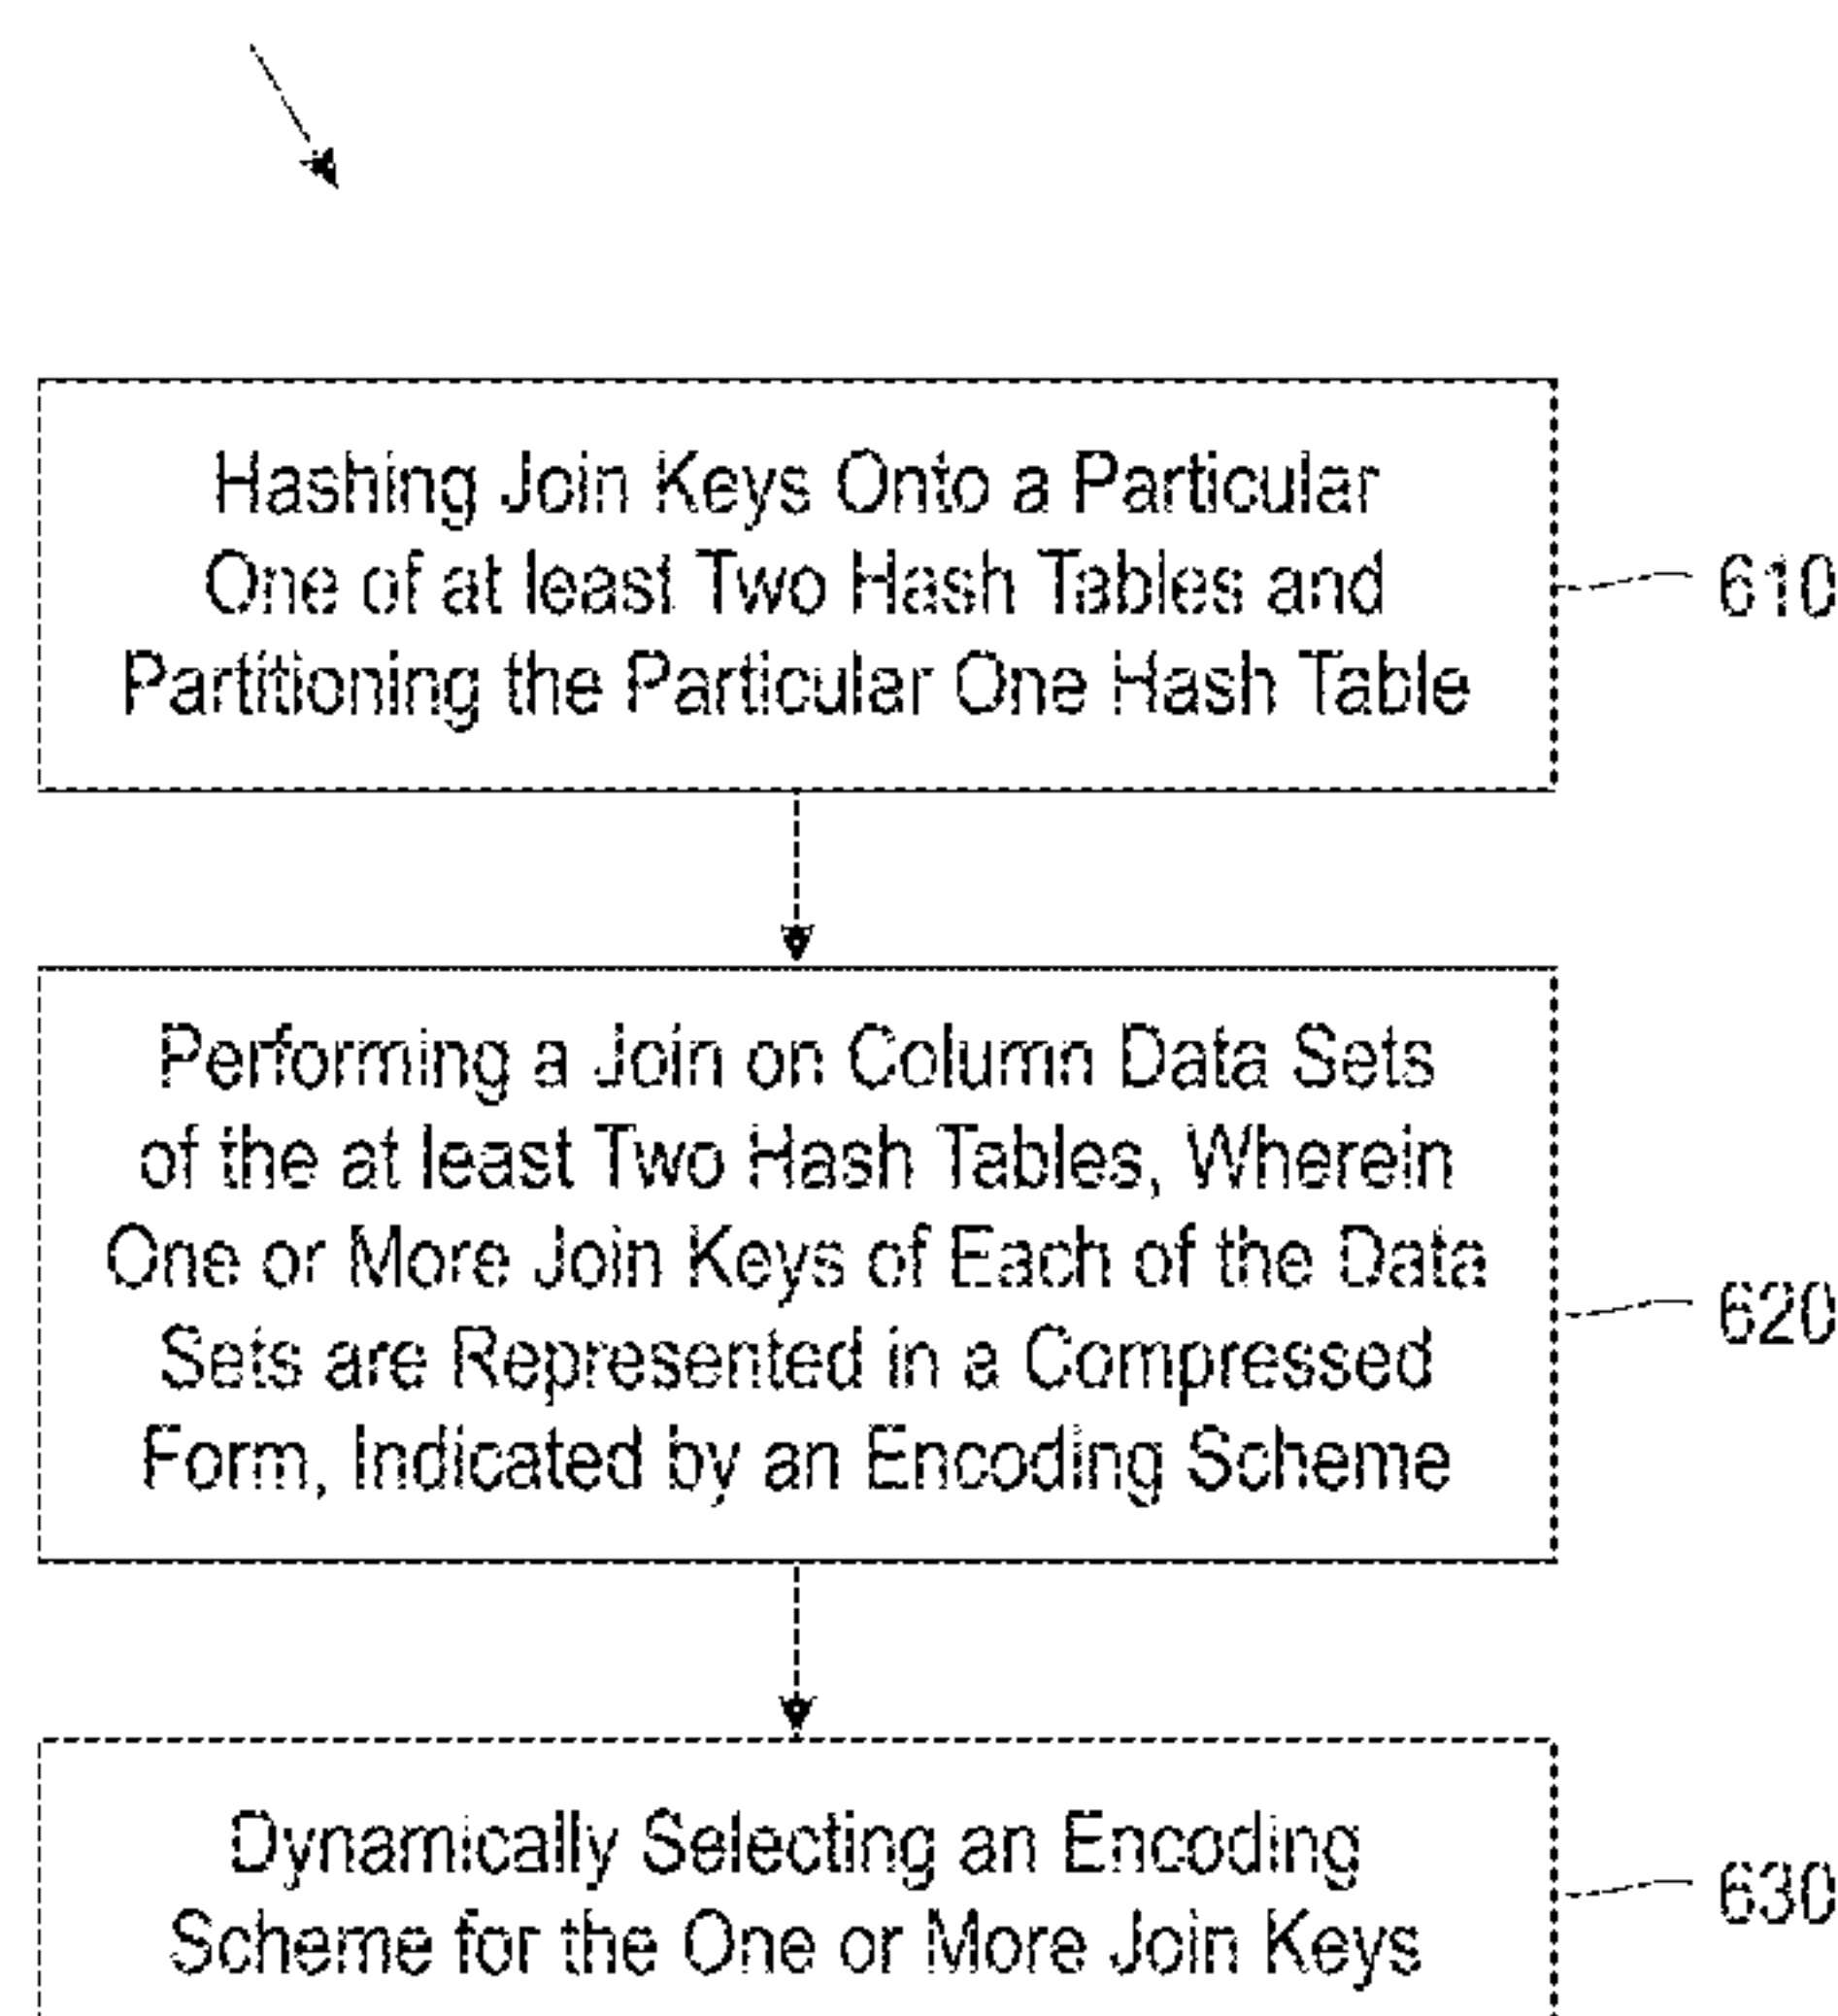 Hashing Join Keys Onto a Particular
One of at least Two Hash Tables and
Partitioning the Particular One Hash Table
610
Performing a Join on Column Data Sets
of the at least Two Hash Tables, Wherein
One or More Join Keys of Each of the Data
Sets are Represented in a Compressed
Form, Indicated by an Encoding Scheme
620
Dynamically Selecting an Encoding
Scheme for the One or More Join Keys
630